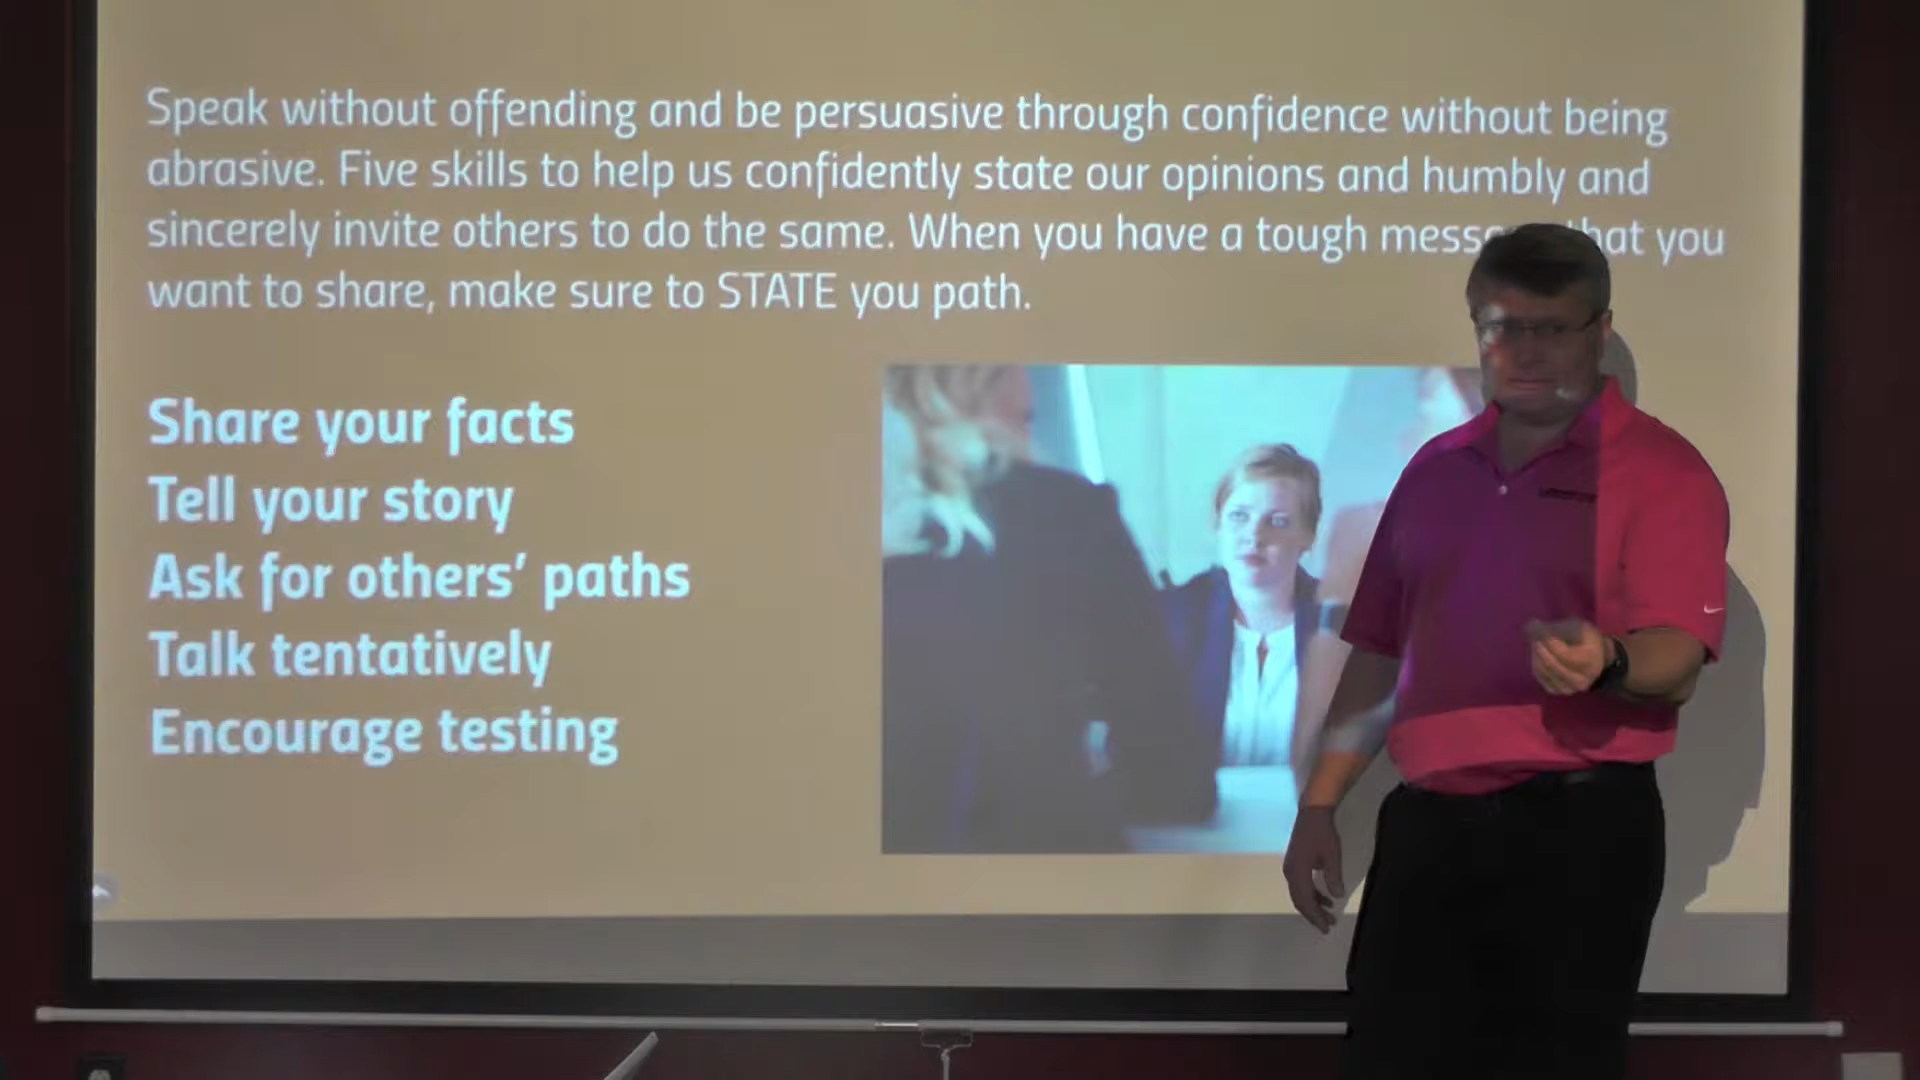 Speak without offending and be persuasive through confidence without being
abrasive. Five skills to help us confidently state our opinions and humbly and
sincerely invite others to do the same. When you have a tough that you
want to share, make sure to STATE you path.
Share your facts
Tell your story
Ask for others’ paths
Talk tentatively
Encourage testing